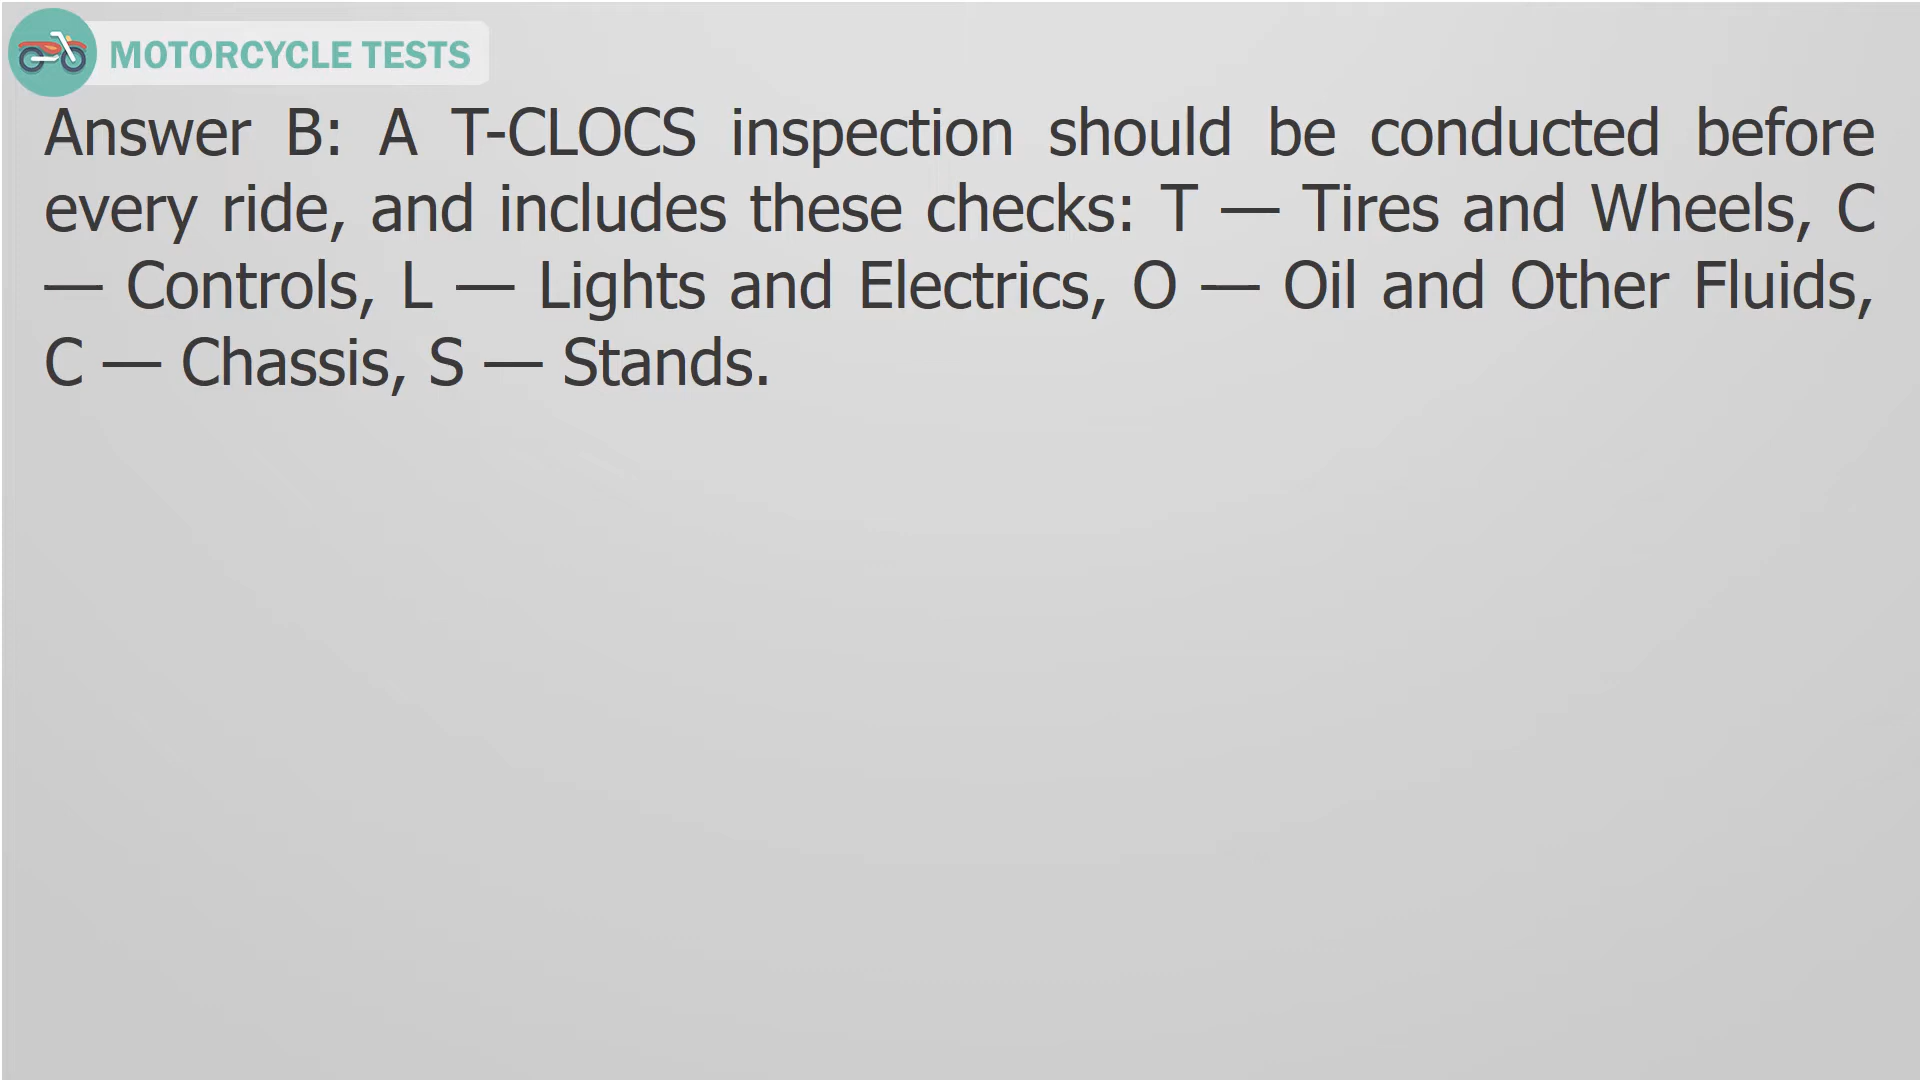 MOTORCYCLE TESTS
Answer B: A T-CLOCS inspection should be conducted before
every ride, and includes these checks: T — Tires and Wheels, C
— Controls, L — Lights and Electrics, O — Oil and Other Fluids,
C — Chassis, S — Stands.